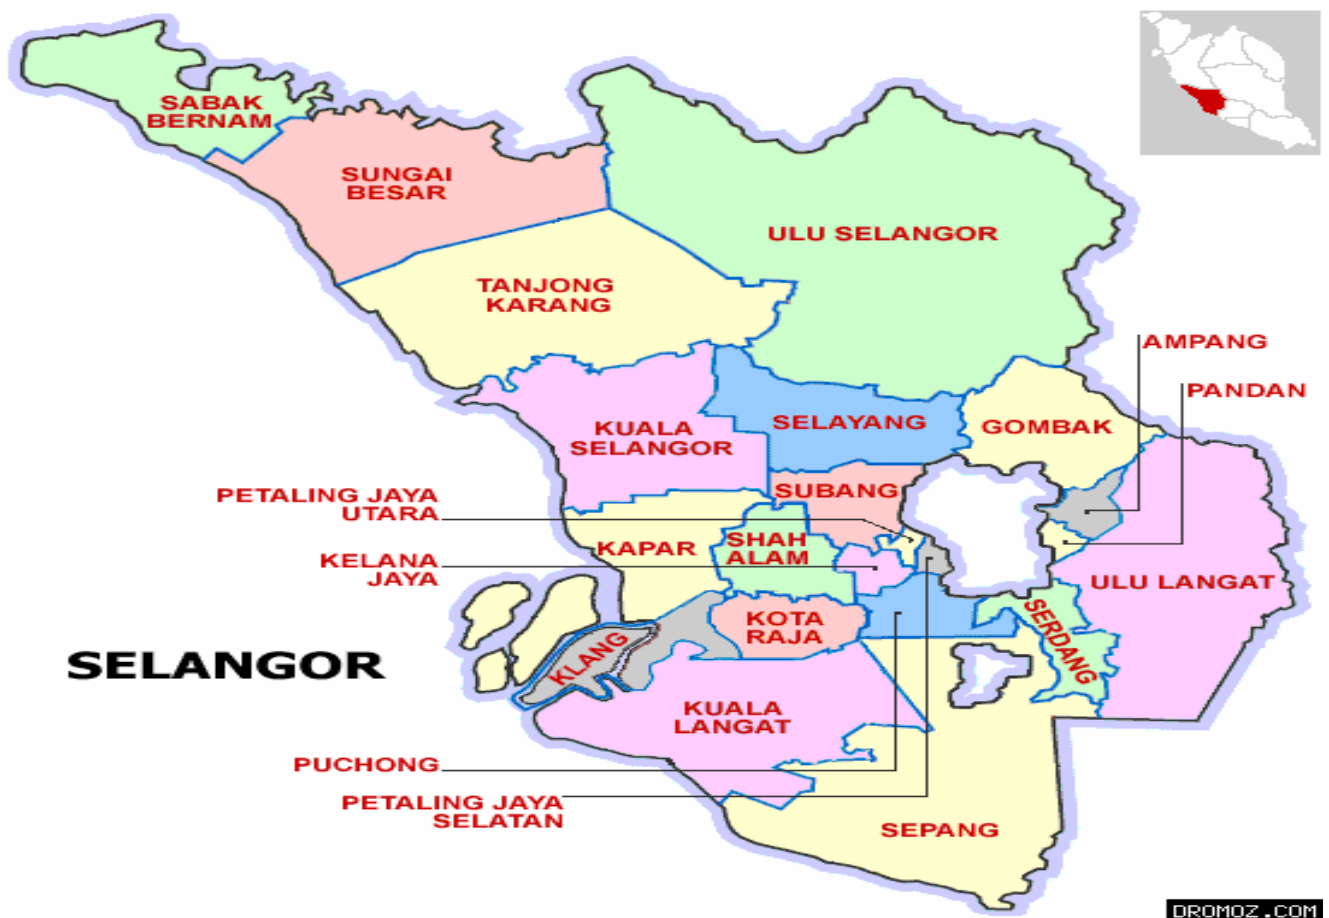 SABAK
BERNAM
SUNGAI
BESAR
ULU SELANGOR
TANJONG
KARANG
AMPANG
PANDAN
KUALA
SELANGOR
SELAYANG
GOMBAK
PETALING JAYA
UTARA
SUBANG
KAPAR
SHAH
ALAM
KELANA
JAYA
ULU LANGAT
KOTA
RAJA
SERDANG
KLANG
SELANGOR
KUALA
LANGAT
PUCHONG
PETALING JAYA
SELATAN
SEPANG
DROMOZ.COM